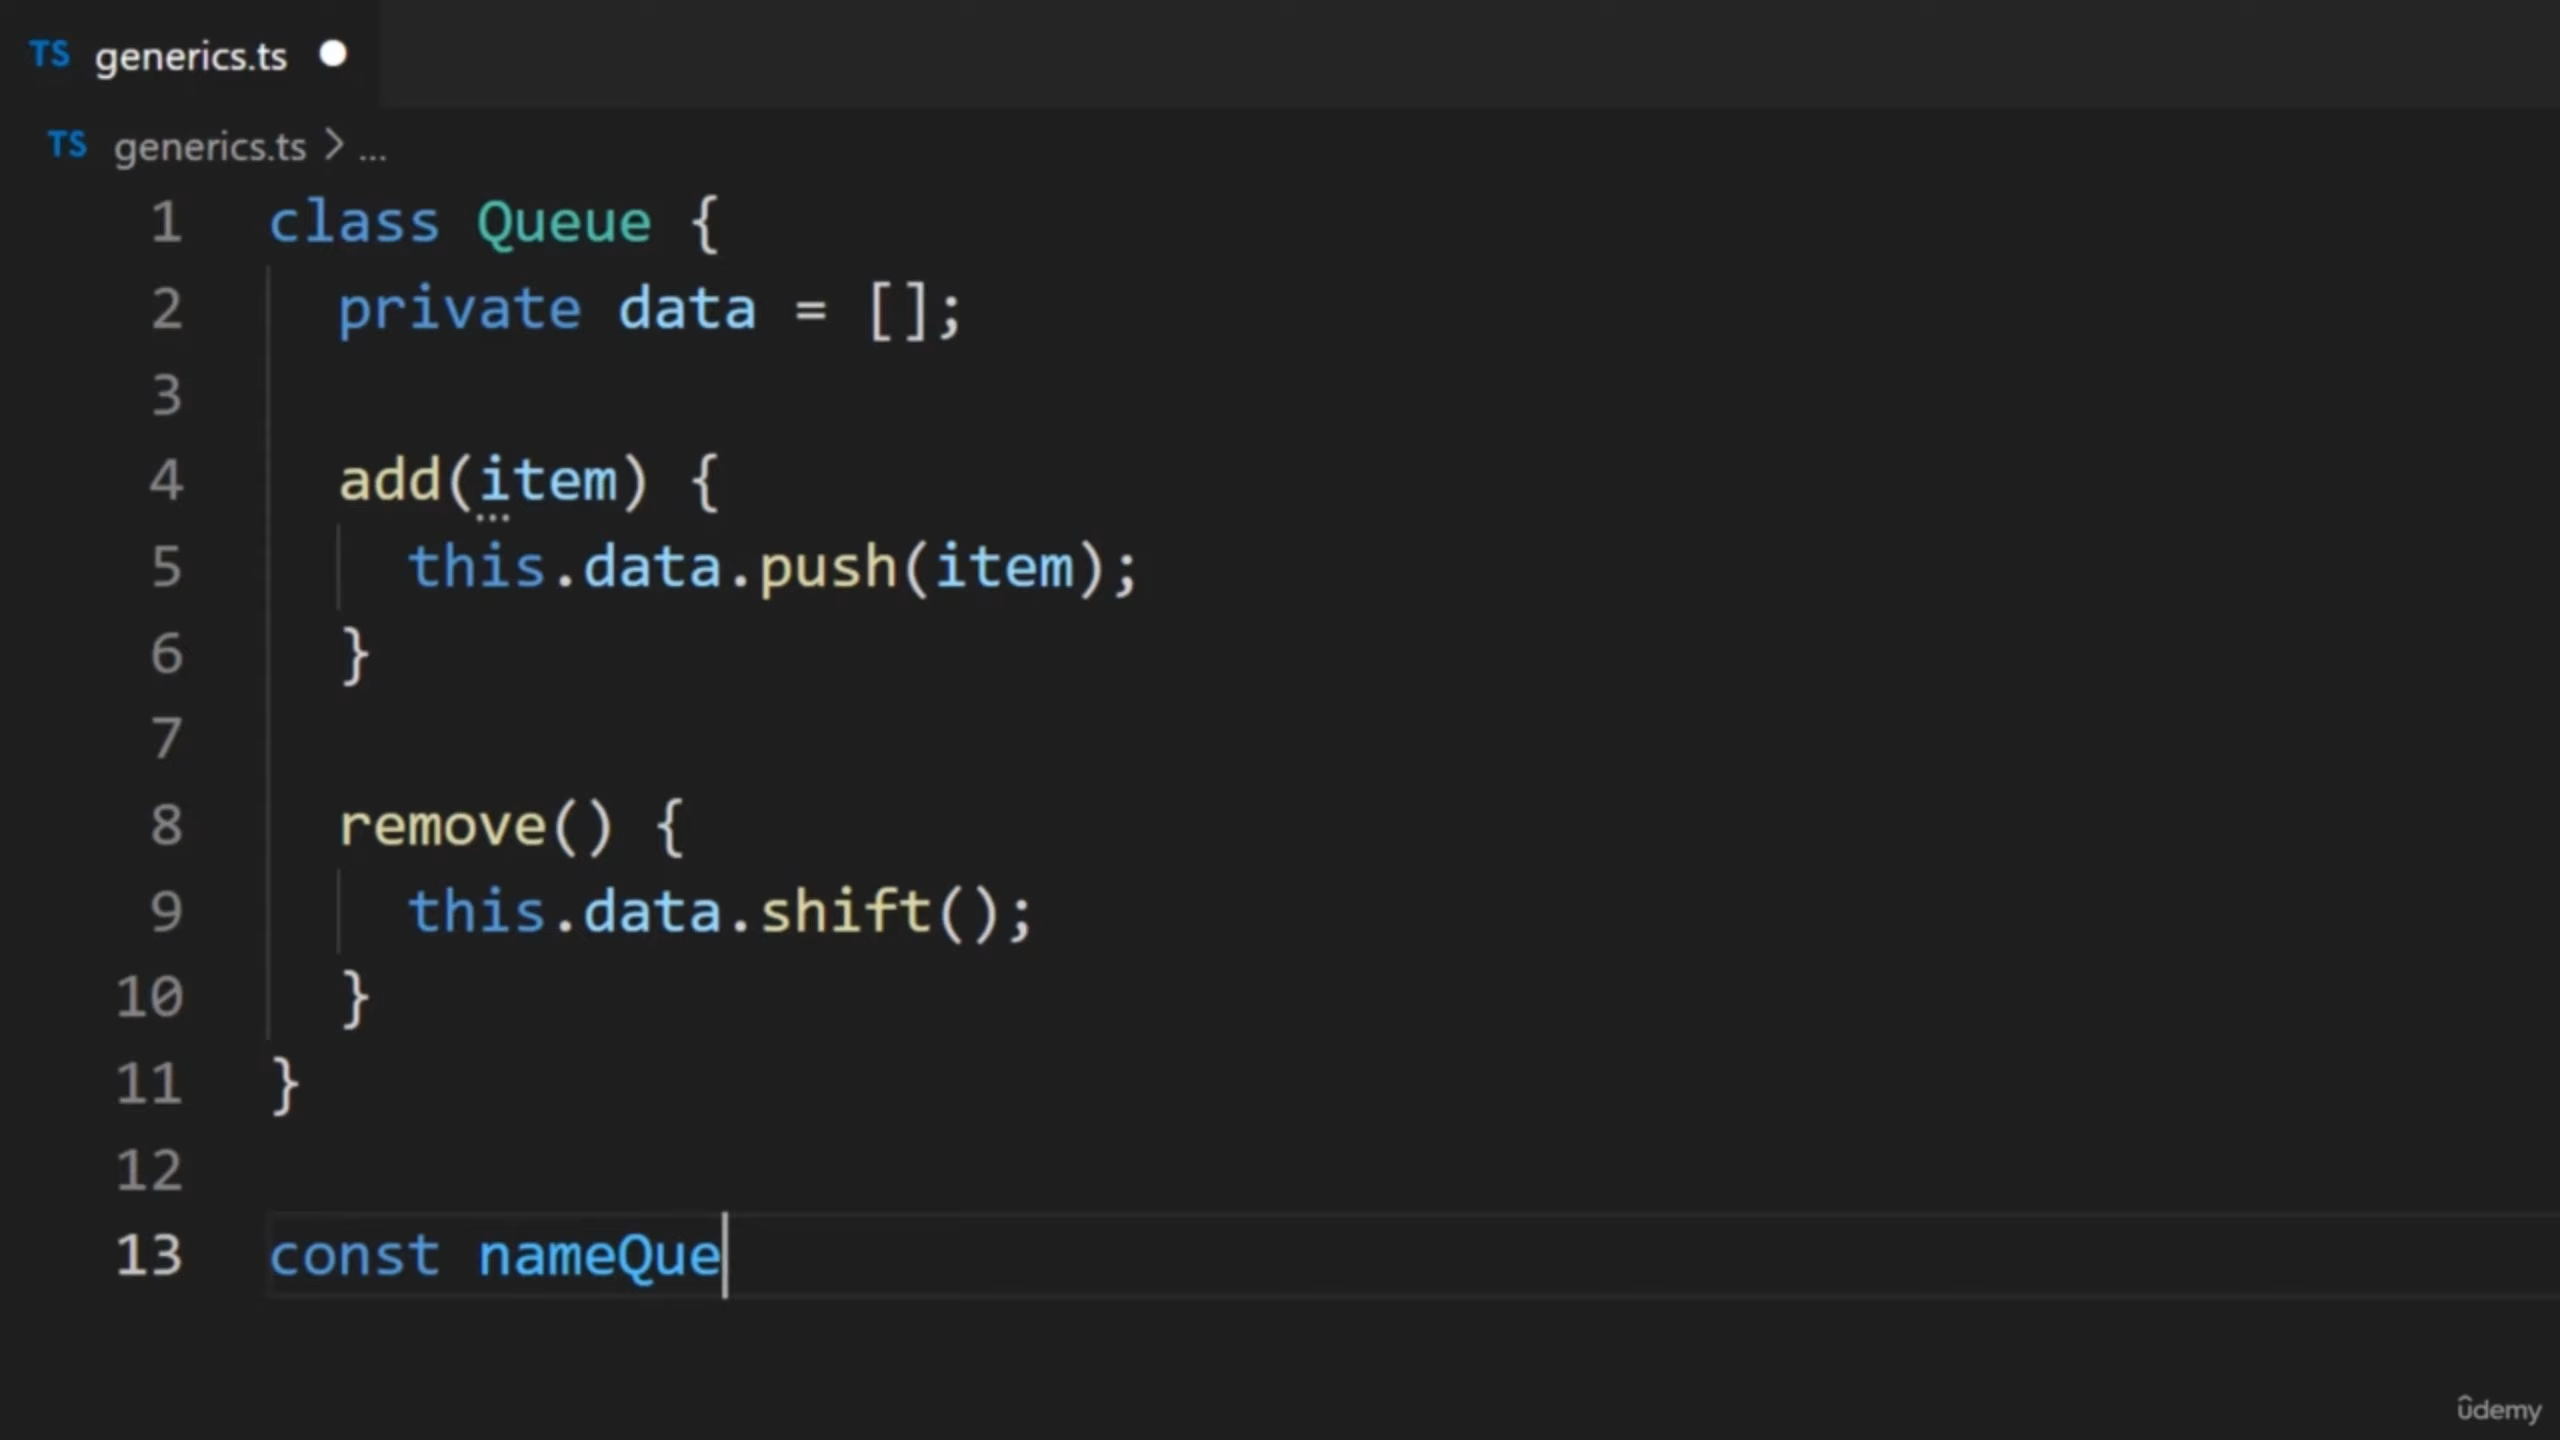 TS generics.ts
TS generics.ts > ...
1 class Queue {
2 private data = [];
3
4 add(item) {
5 this.data.push(item);
6 }
7
8 remove() {
9 this.data.shift();
10 }
11 }
12
13 const nameQue
ûdemy